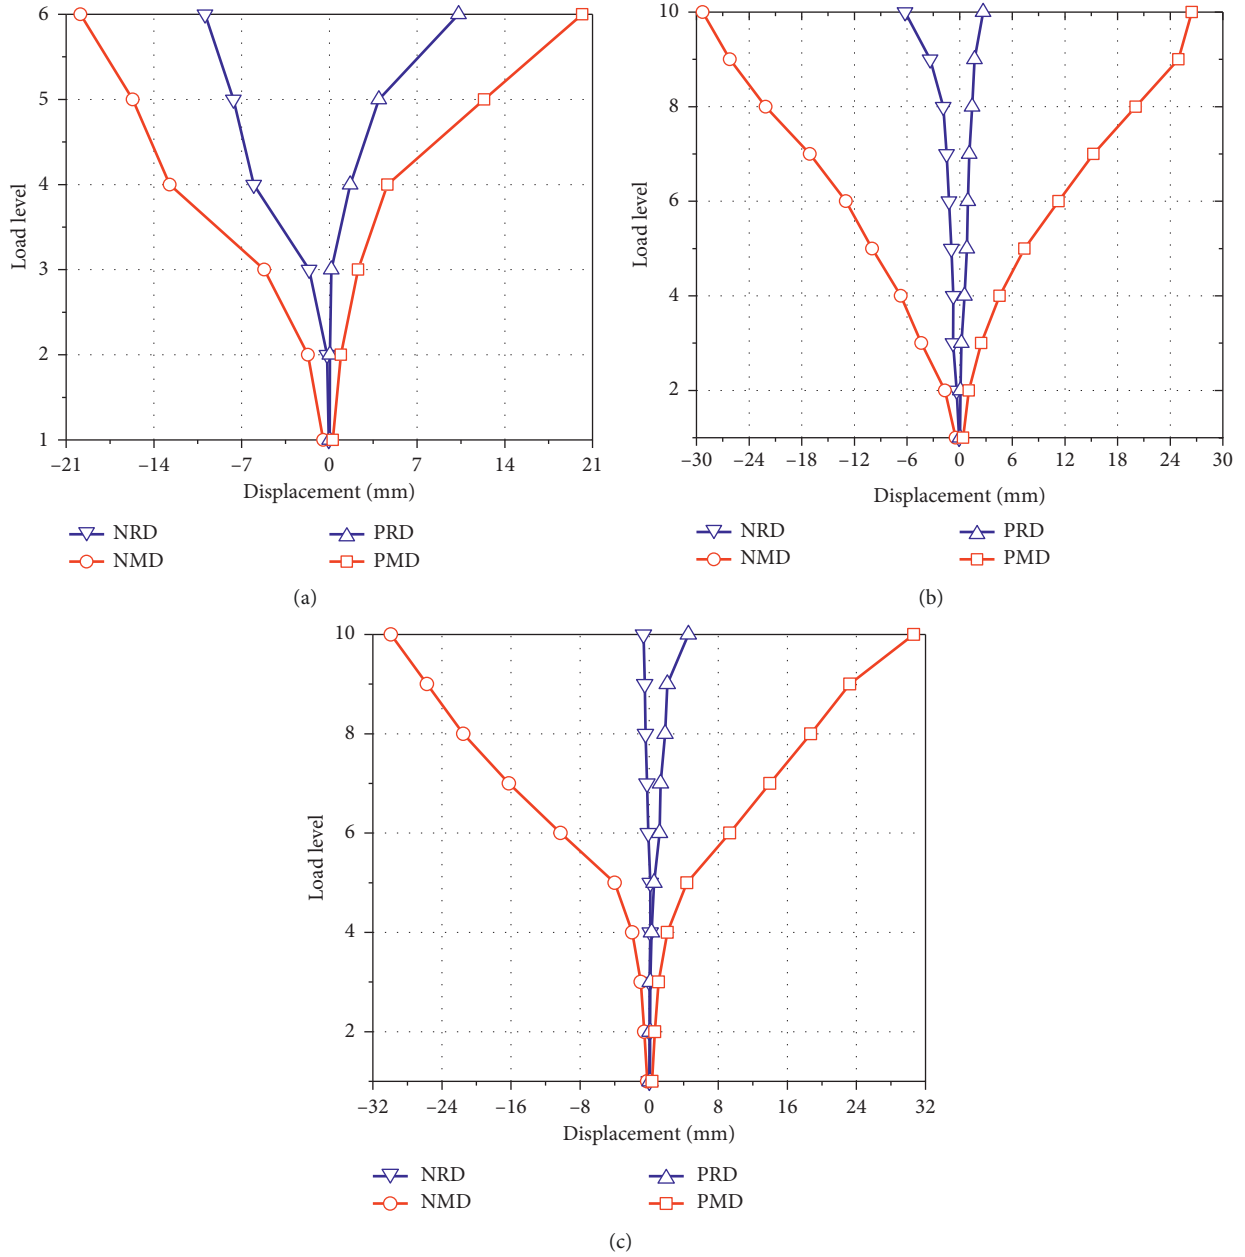 6
5
4
3
2
1
Load level
−21 −14 −7 0 7 14 21
Displacement (mm)
NRD PRD
NMD PMD
(a)
10
8
6
4
2
Load level
−30 −24 −18 −12 −6 0 6 12 18 24 30
Displacement (mm)
NRD PRD
NMD PMD
(b)
10
8
6
4
2
Load level
−32 −24 −16 −8 0 8 16 24 32
Displacement (mm)
NRD PRD
NMD PMD
(c)